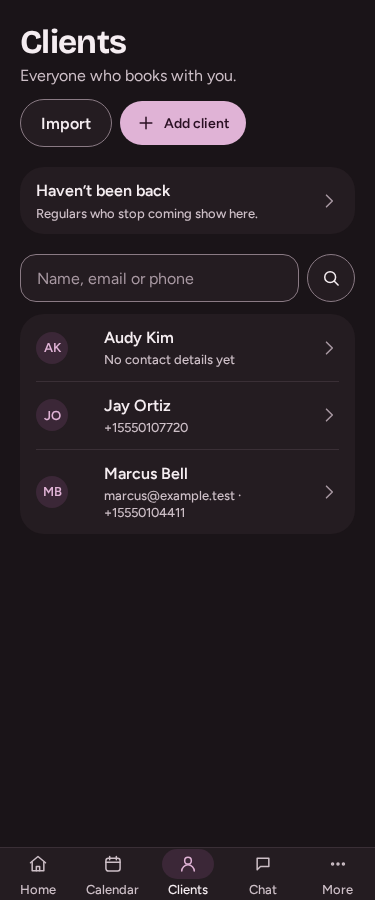 Clients
Everyone who books with you.
Import
Add client
Haven't been back
Regulars who stop coming show here.
Name, email or phone
AK
Audy Kim
No contact details yet
JO
Jay Ortiz
+15550107720
MB
Marcus Bell
marcus@example.test ·
+15550104411
Home
Calendar
Clients
Chat
More